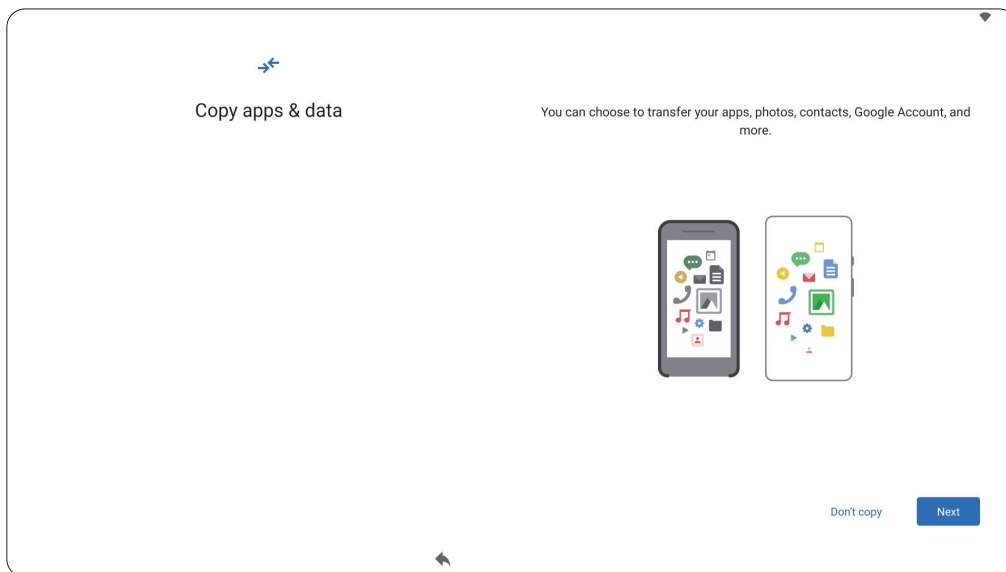 Copy apps & data
You can choose to transfer your apps, photos, contacts, Google Account, and
more.
Don't copy
Next